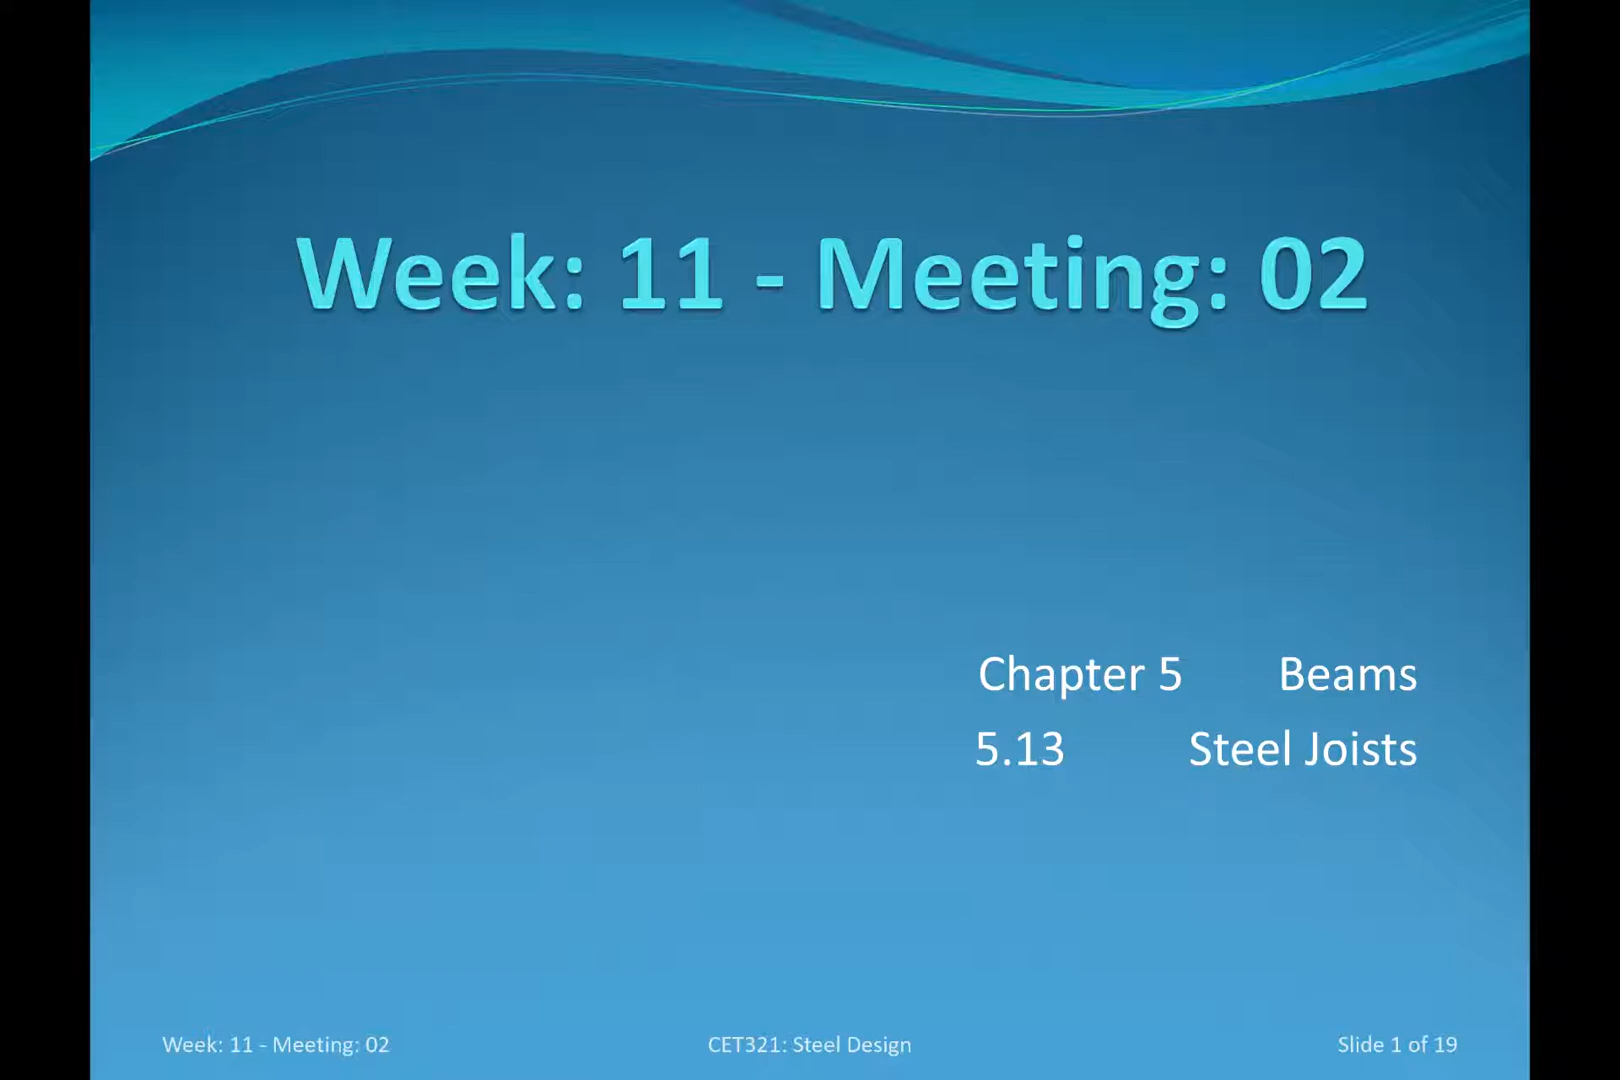 Week: 11 - Meeting: 02
Chapter 5 Beams
5.13 Steel Joists
Week: 11 - Meeting: 02 CET321: Steel Design Slide 1 of 19